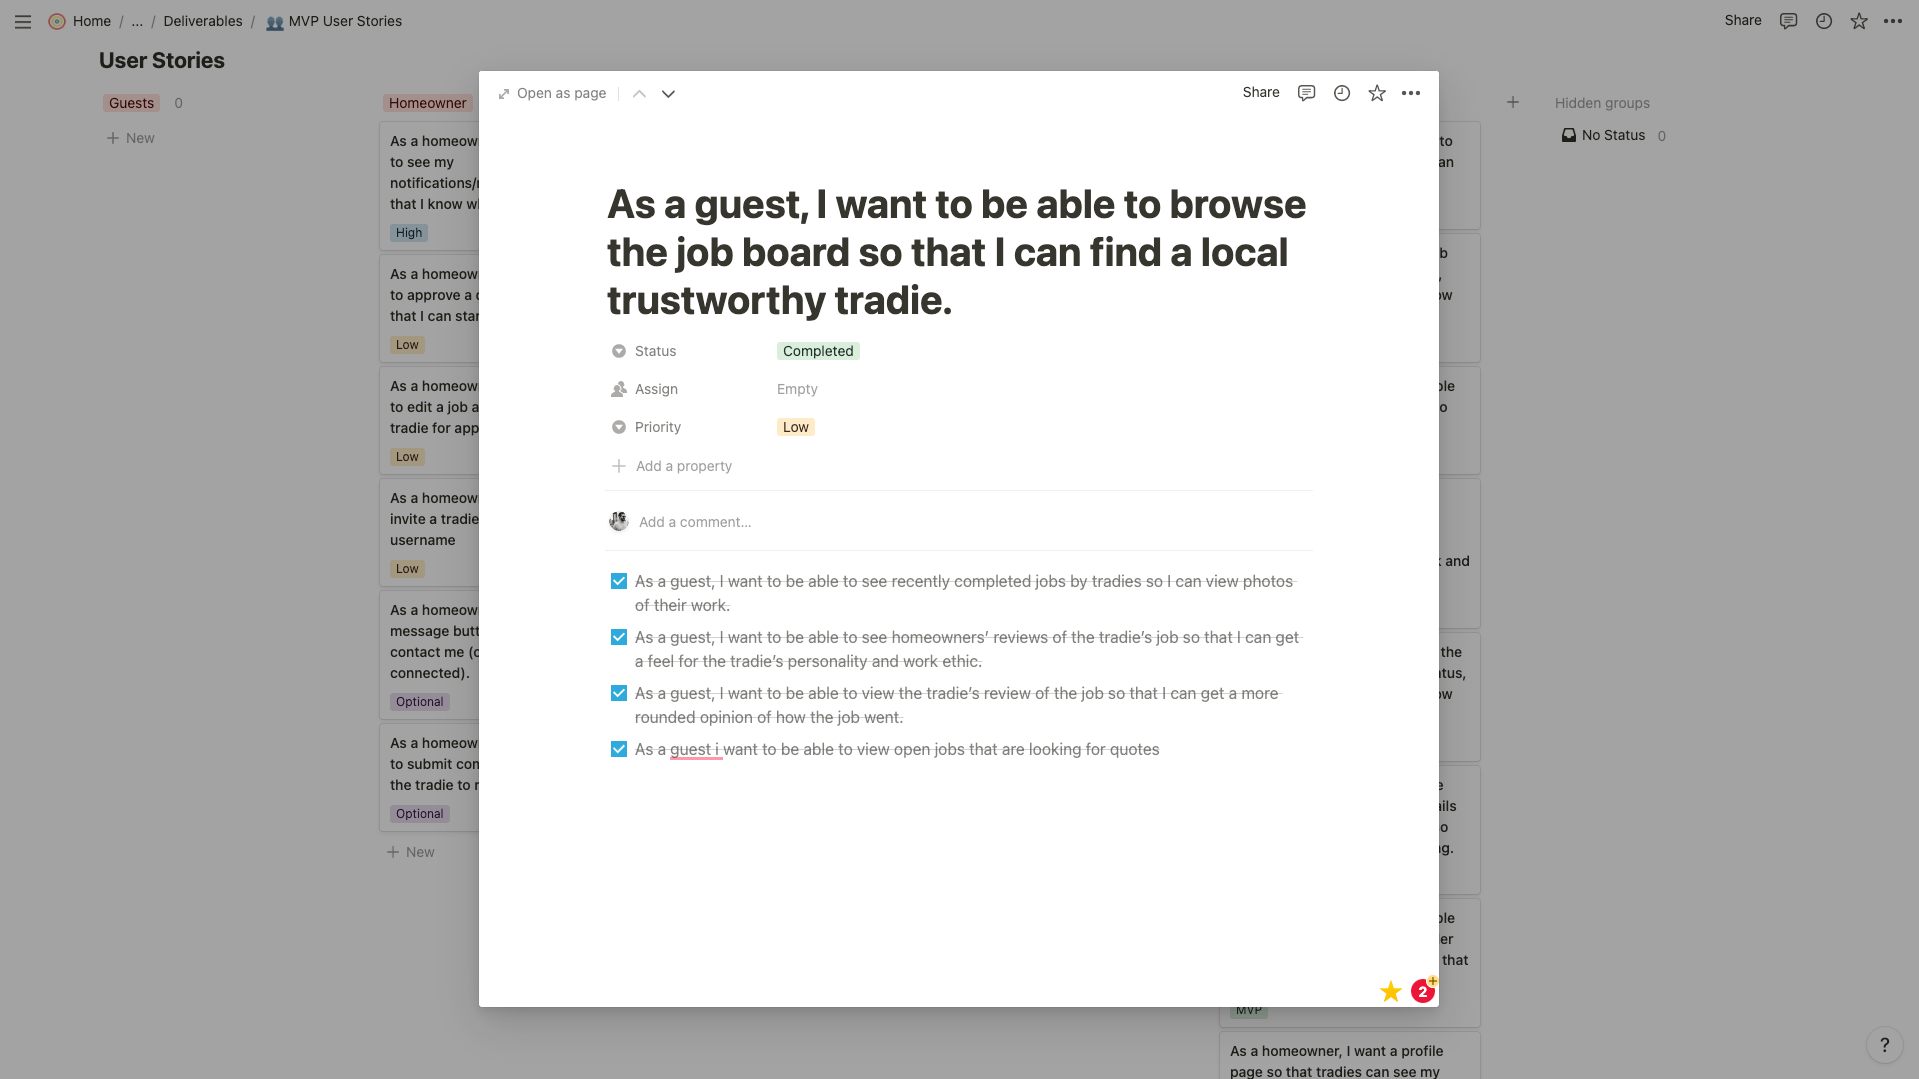 Home / ... / Deliverables / MVP User Stories
Share
User Stories
Guests 0
New
Homeowner
As a homeow
to see my
notifications/
that I know w
High
As a homeow
to approve a
that I can star
Low
As a homeow
to edit a job a
tradie for app
Low
As a homeow
invite a tradie
username
Low
As a homeow
message butt
contact me (
connected).
Optional
As a homeow
to submit con
the tradie to
Optional
New
Open as page
Share
As a guest, I want to be able to browse
the job board so that I can find a local
trustworthy tradie.
Status Completed
Assign Empty
Priority Low
Add a property
Add a comment...
As a guest, I want to be able to see recently completed jobs by tradies so I can view photos
of their work.
As a guest, I want to be able to see homeowners’ reviews of the tradie’s job so that I can get
a feel for the tradie’s personality and work ethic.
As a guest, I want to be able to view the tradie’s review of the job so that I can get a more
rounded opinion of how the job went.
As a guest i want to be able to view open jobs that are looking for quotes
2
to
an
and
the
that
MVP
As a homeowner, I want a profile
page so that tradies can see my
Hidden groups
No Status 0
?